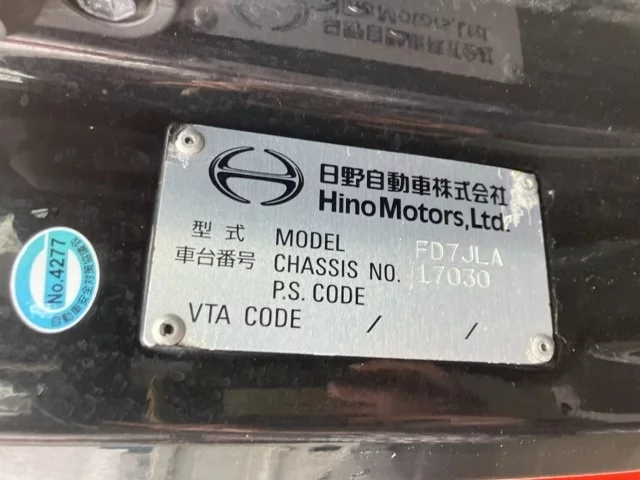 日野自動車株式会社
Hino Motors, Ltd.
型式 MODEL FD7JLA
車台番号 CHASSIS NO. 17030
P.S. CODE
VTA CODE / /
No.4277